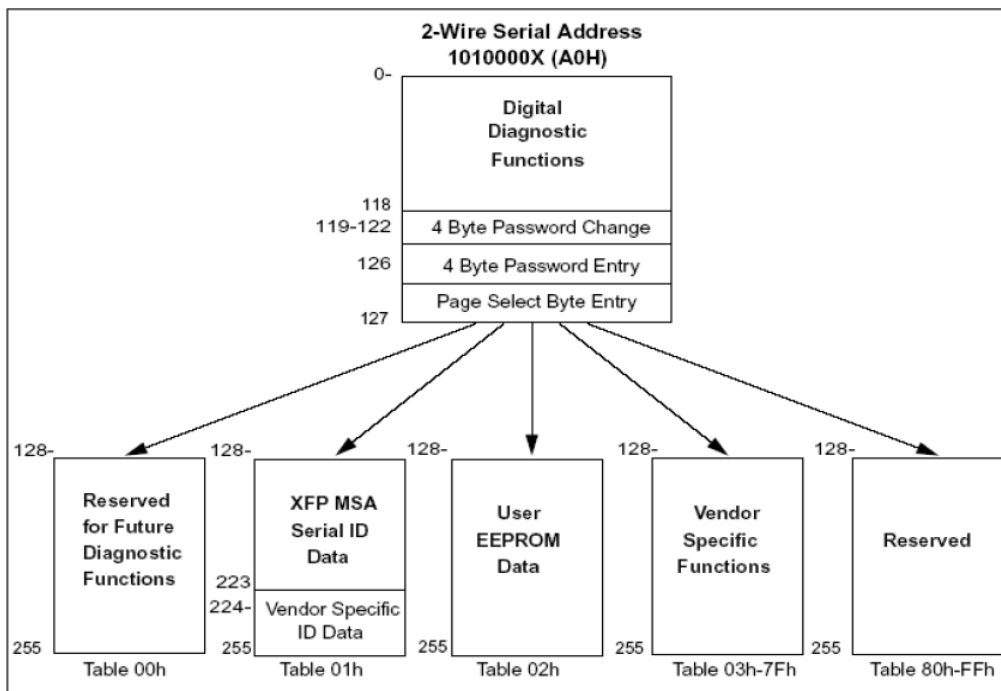 2-Wire Serial Address
1010000X (A0H)
0-
Digital
Diagnostic
Functions
118
119-122
4 Byte Password Change
126
4 Byte Password Entry
Page Select Byte Entry
127
128-
Reserved
for Future
Diagnostic
Functions
255
Table 00h
128-
XFP MSA
Serial ID
Data
223
224-
Vendor Specific
ID Data
255
Table 01h
128-
User
EEPROM
Data
255
Table 02h
128-
Vendor
Specific
Functions
255
Table 03h-7Fh
128-
Reserved
255
Table 80h-FFh